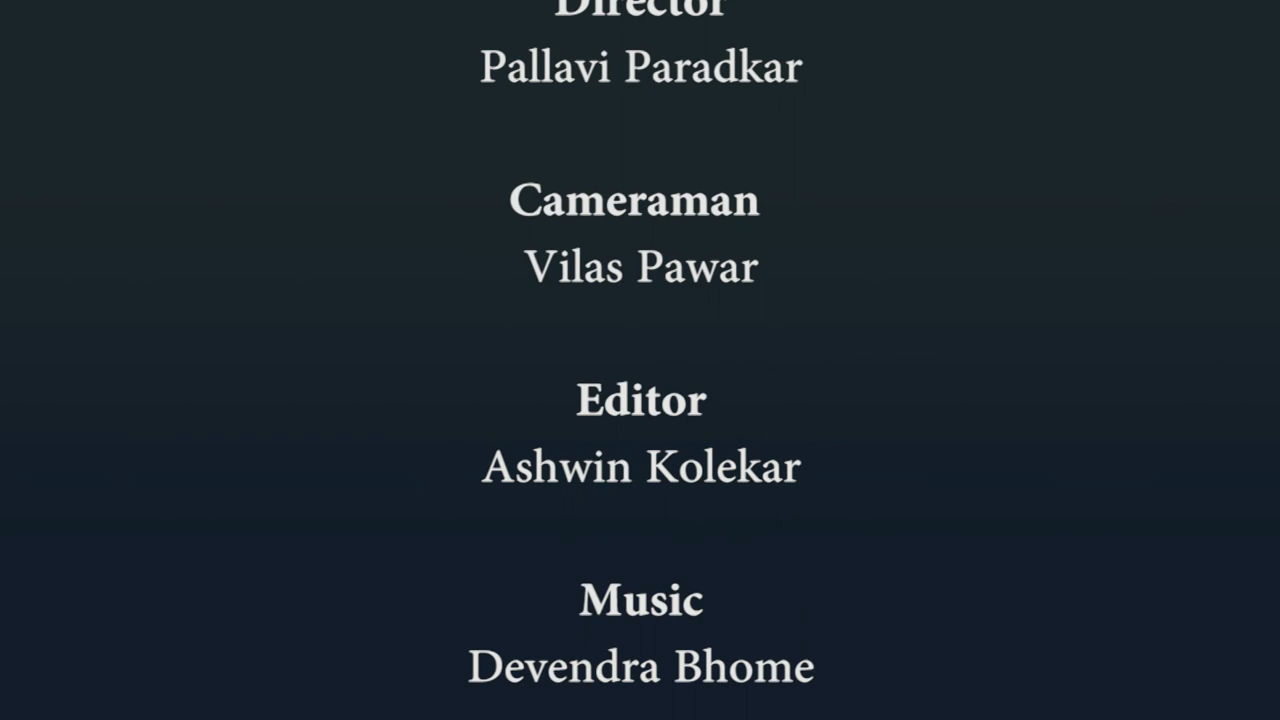 Director
Pallavi Paradkar
Cameraman
Vilas Pawar
Editor
Ashwin Kolekar
Music
Devendra Bhome